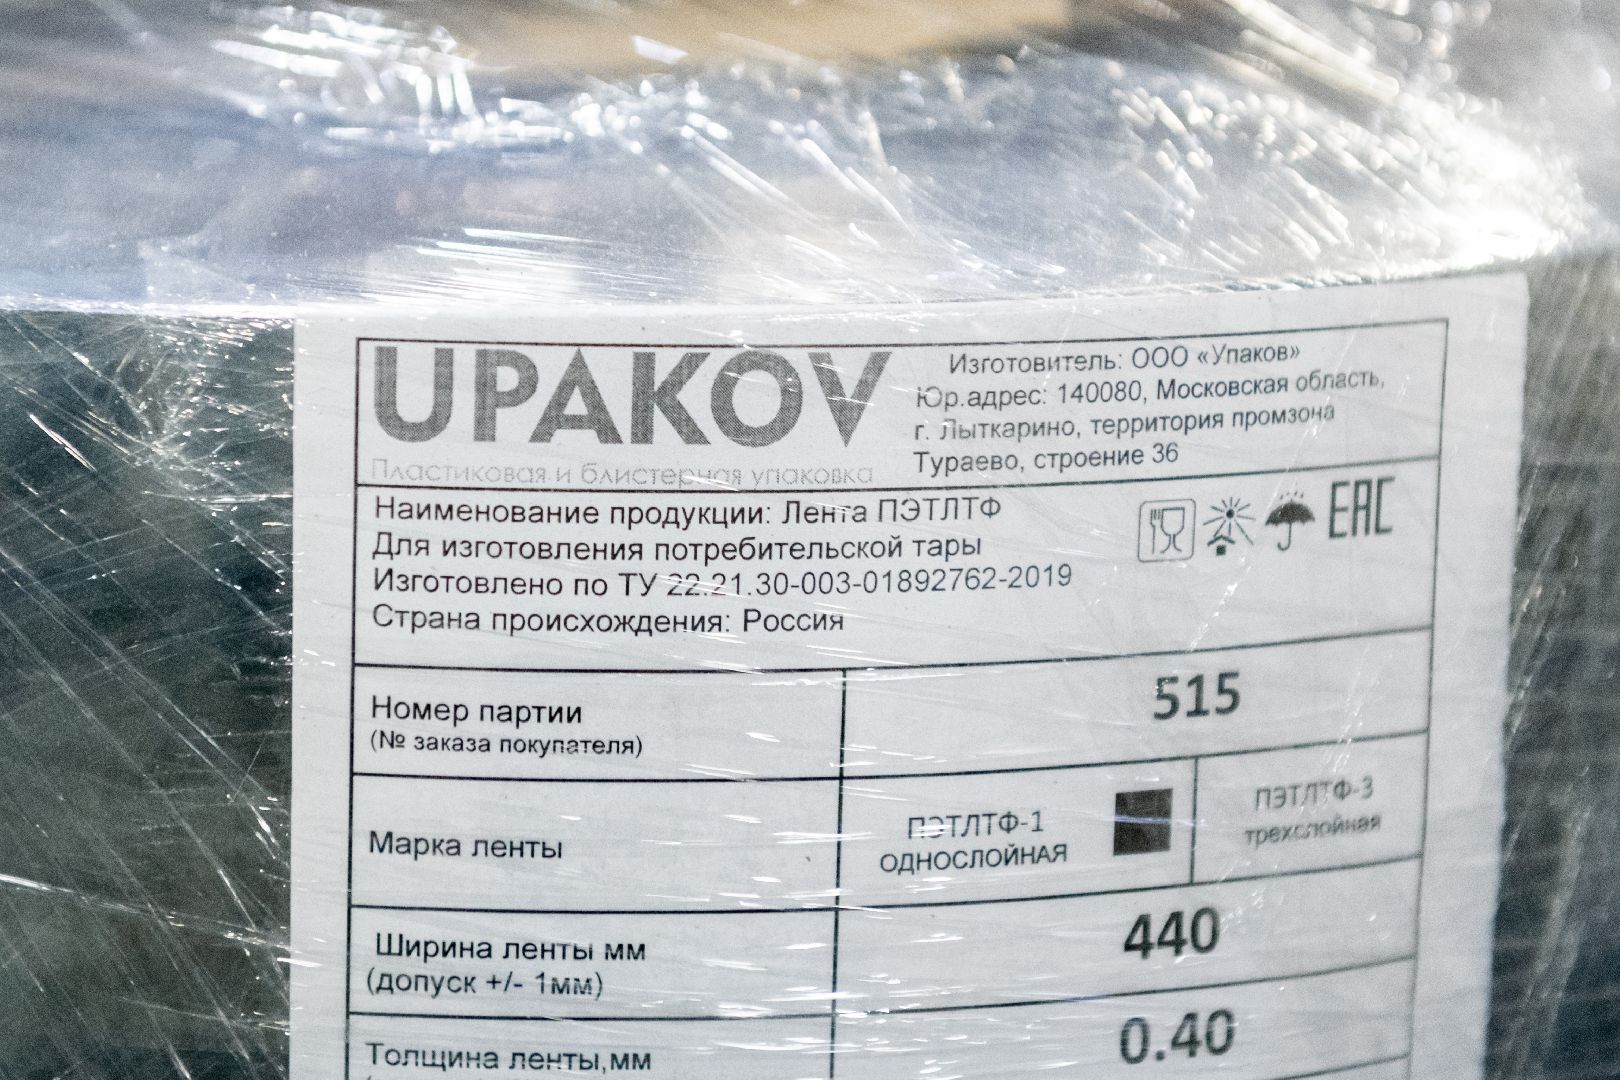 UPAKOV
Пластиковая и блистерная упаковка
Изготовитель: ООО «Упаков»
Юр.адрес: 140080, Московская область,
г. Лыткарино, территория промзона
Тураево, строение 36
Наименование продукции: Лента ПЭТЛТФ
Для изготовления потребительской тары
Изготовлено по ТУ 22.21.30-003-01892762-2019
Страна происхождения: Россия
EAC
Номер партии
(№ заказа покупателя)
515
Марка ленты
ПЭТЛТФ-1
ОДНОСЛОЙНАЯ
ПЭТЛТФ-3
трехслойная
Ширина ленты мм
(допуск +/- 1мм)
440
Толщина ленты,мм
0.40